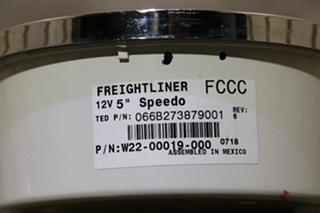 FREIGHTLINER FCCC
12V 5" Speedo
TED P/N: 066B273879001 REV: 6
P/N:W22-00019-000 0718
ASSEMBLED IN MEXICO